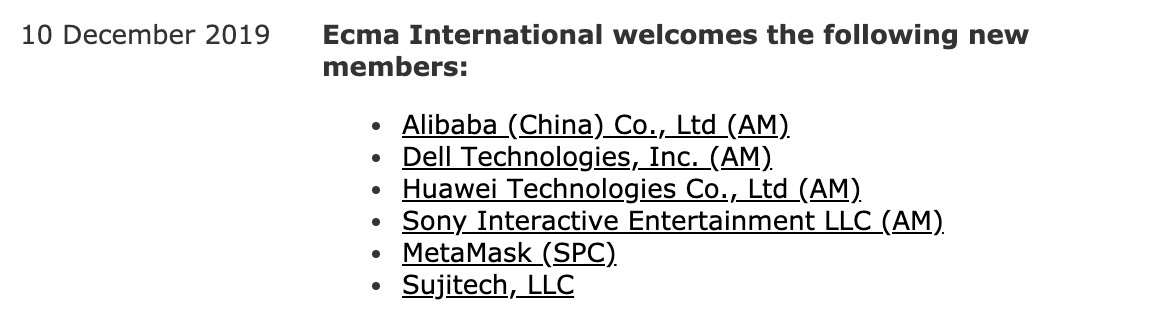 10 December 2019 Ecma International welcomes the following new
members:
• Alibaba (China) Co., Ltd (AM)
• Dell Technologies, Inc. (AM)
• Huawei Technologies Co., Ltd (AM)
• Sony Interactive Entertainment LLC (AM)
• MetaMask (SPC)
• Sujitech, LLC